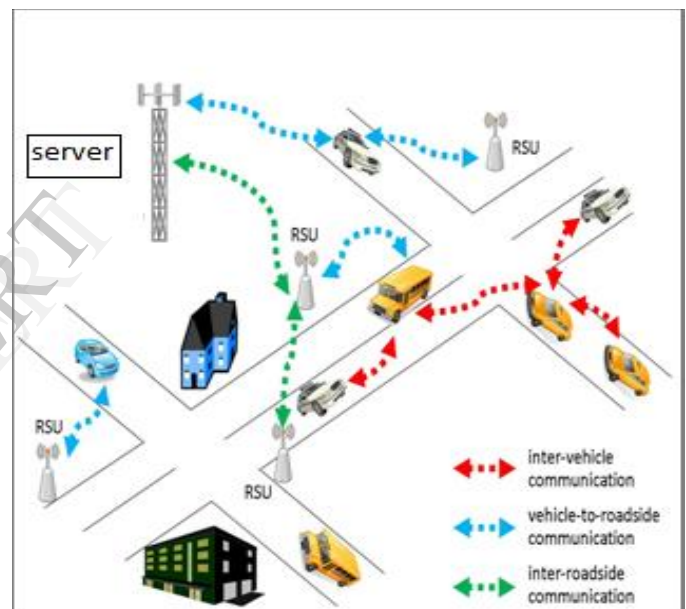 server
RSU
RSU
RSU
RSU
inter-vehicle
communication
vehicle-to-roadside
communication
inter-roadside
communication